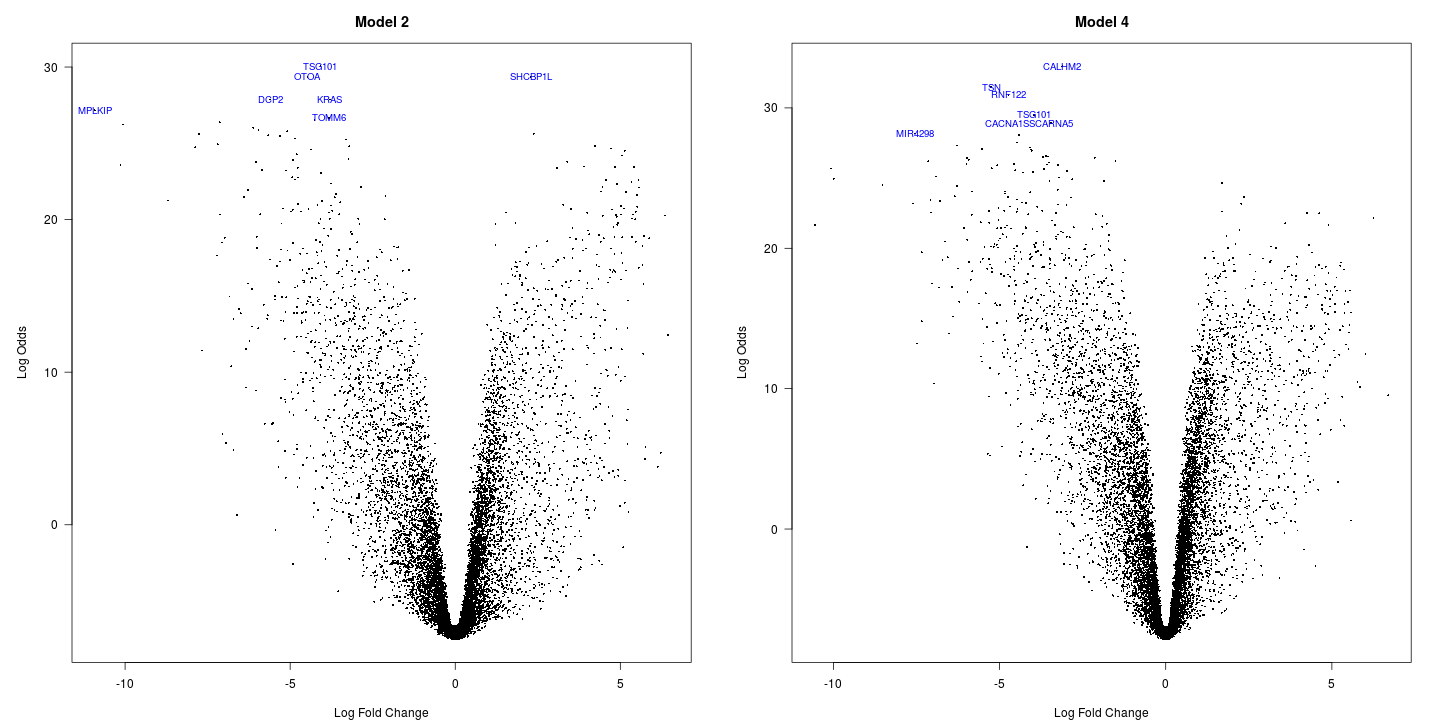 Model 2
30
20
10
0
Log Odds
TSG101
OTOA
SHCBP1L
DGP2
KRAS
MPLKIP
TOMM6
-10
-5
0
5
Log Fold Change
Model 4
30
20
10
0
Log Odds
CALHM2
TSN
RNF122
TSG101
CACNA1SSCARNA5
MIR4298
-10
-5
0
5
Log Fold Change